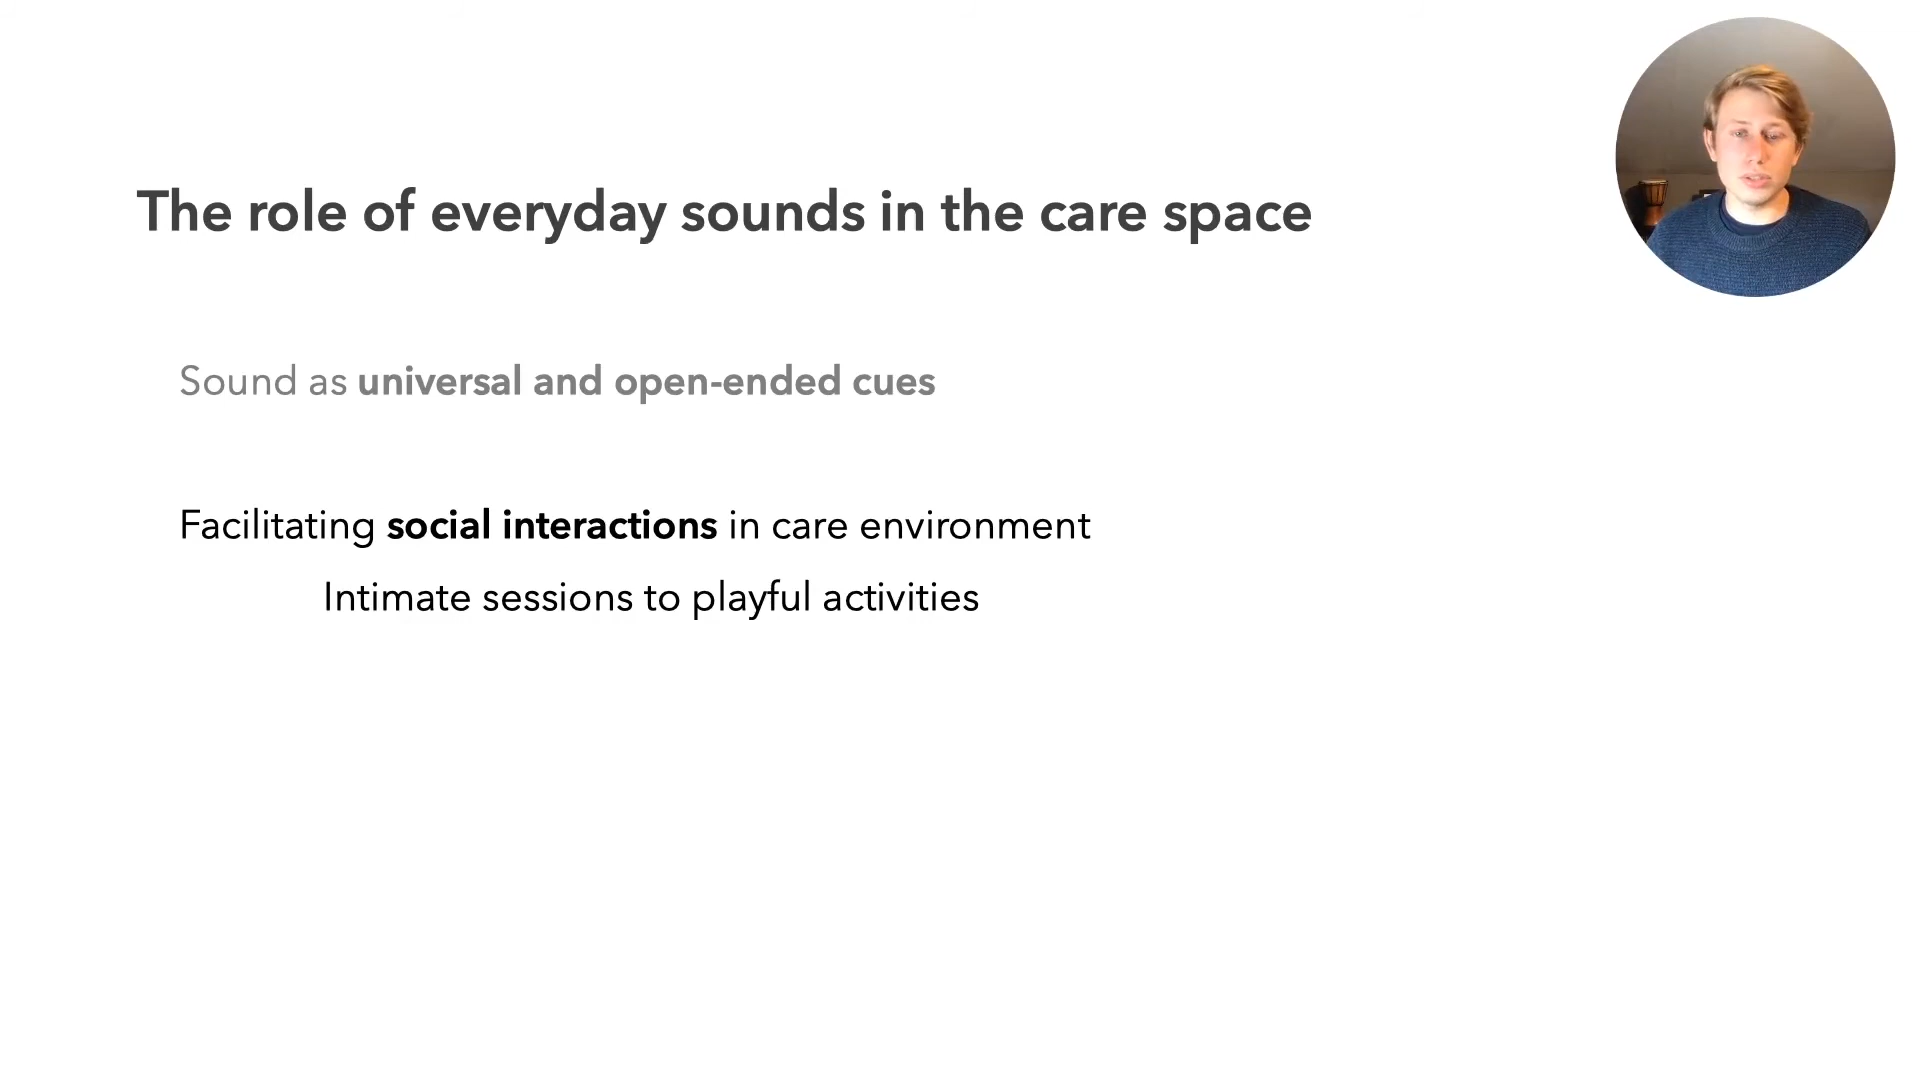 The role of everyday sounds in the care space
Sound as universal and open-ended cues
Facilitating social interactions in care environment
Intimate sessions to playful activities